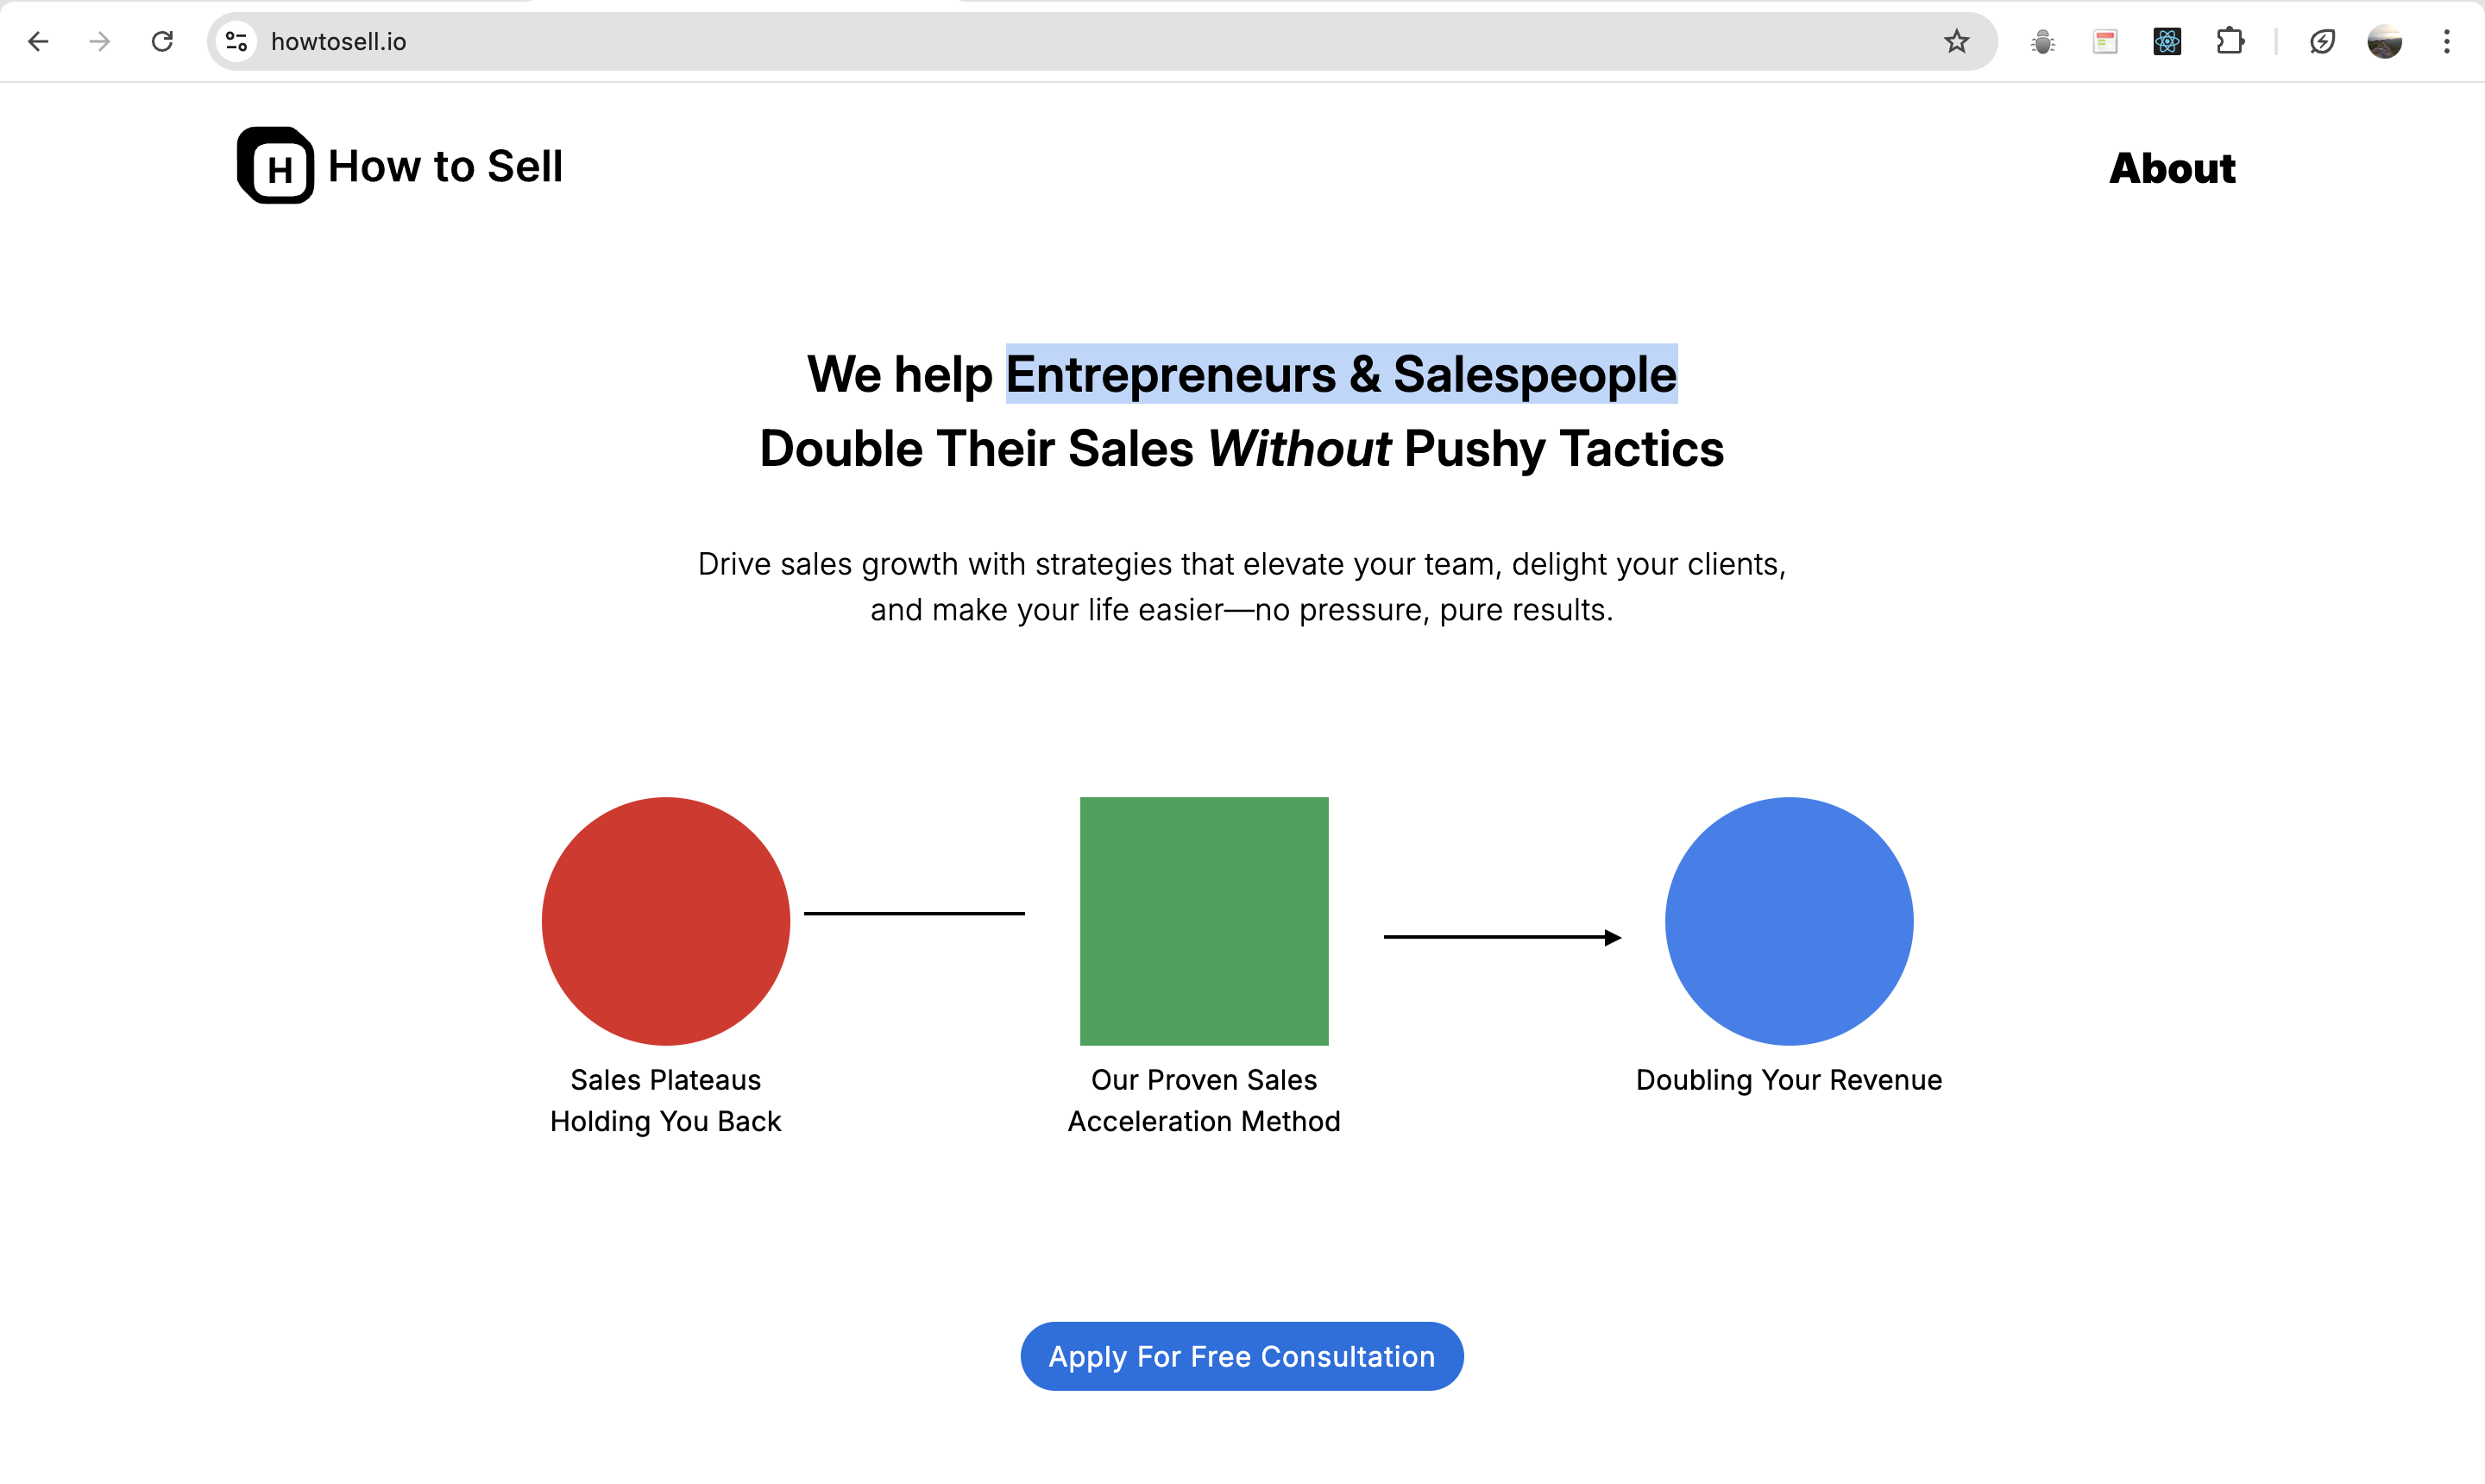 howtosell.io
H
How to Sell
About
We help Entrepreneurs & Salespeople
Double Their Sales Without Pushy Tactics
Drive sales growth with strategies that elevate your team, delight your clients,
and make your life easier—no pressure, pure results.
Sales Plateaus
Holding You Back
Our Proven Sales
Acceleration Method
Doubling Your Revenue
Apply For Free Consultation